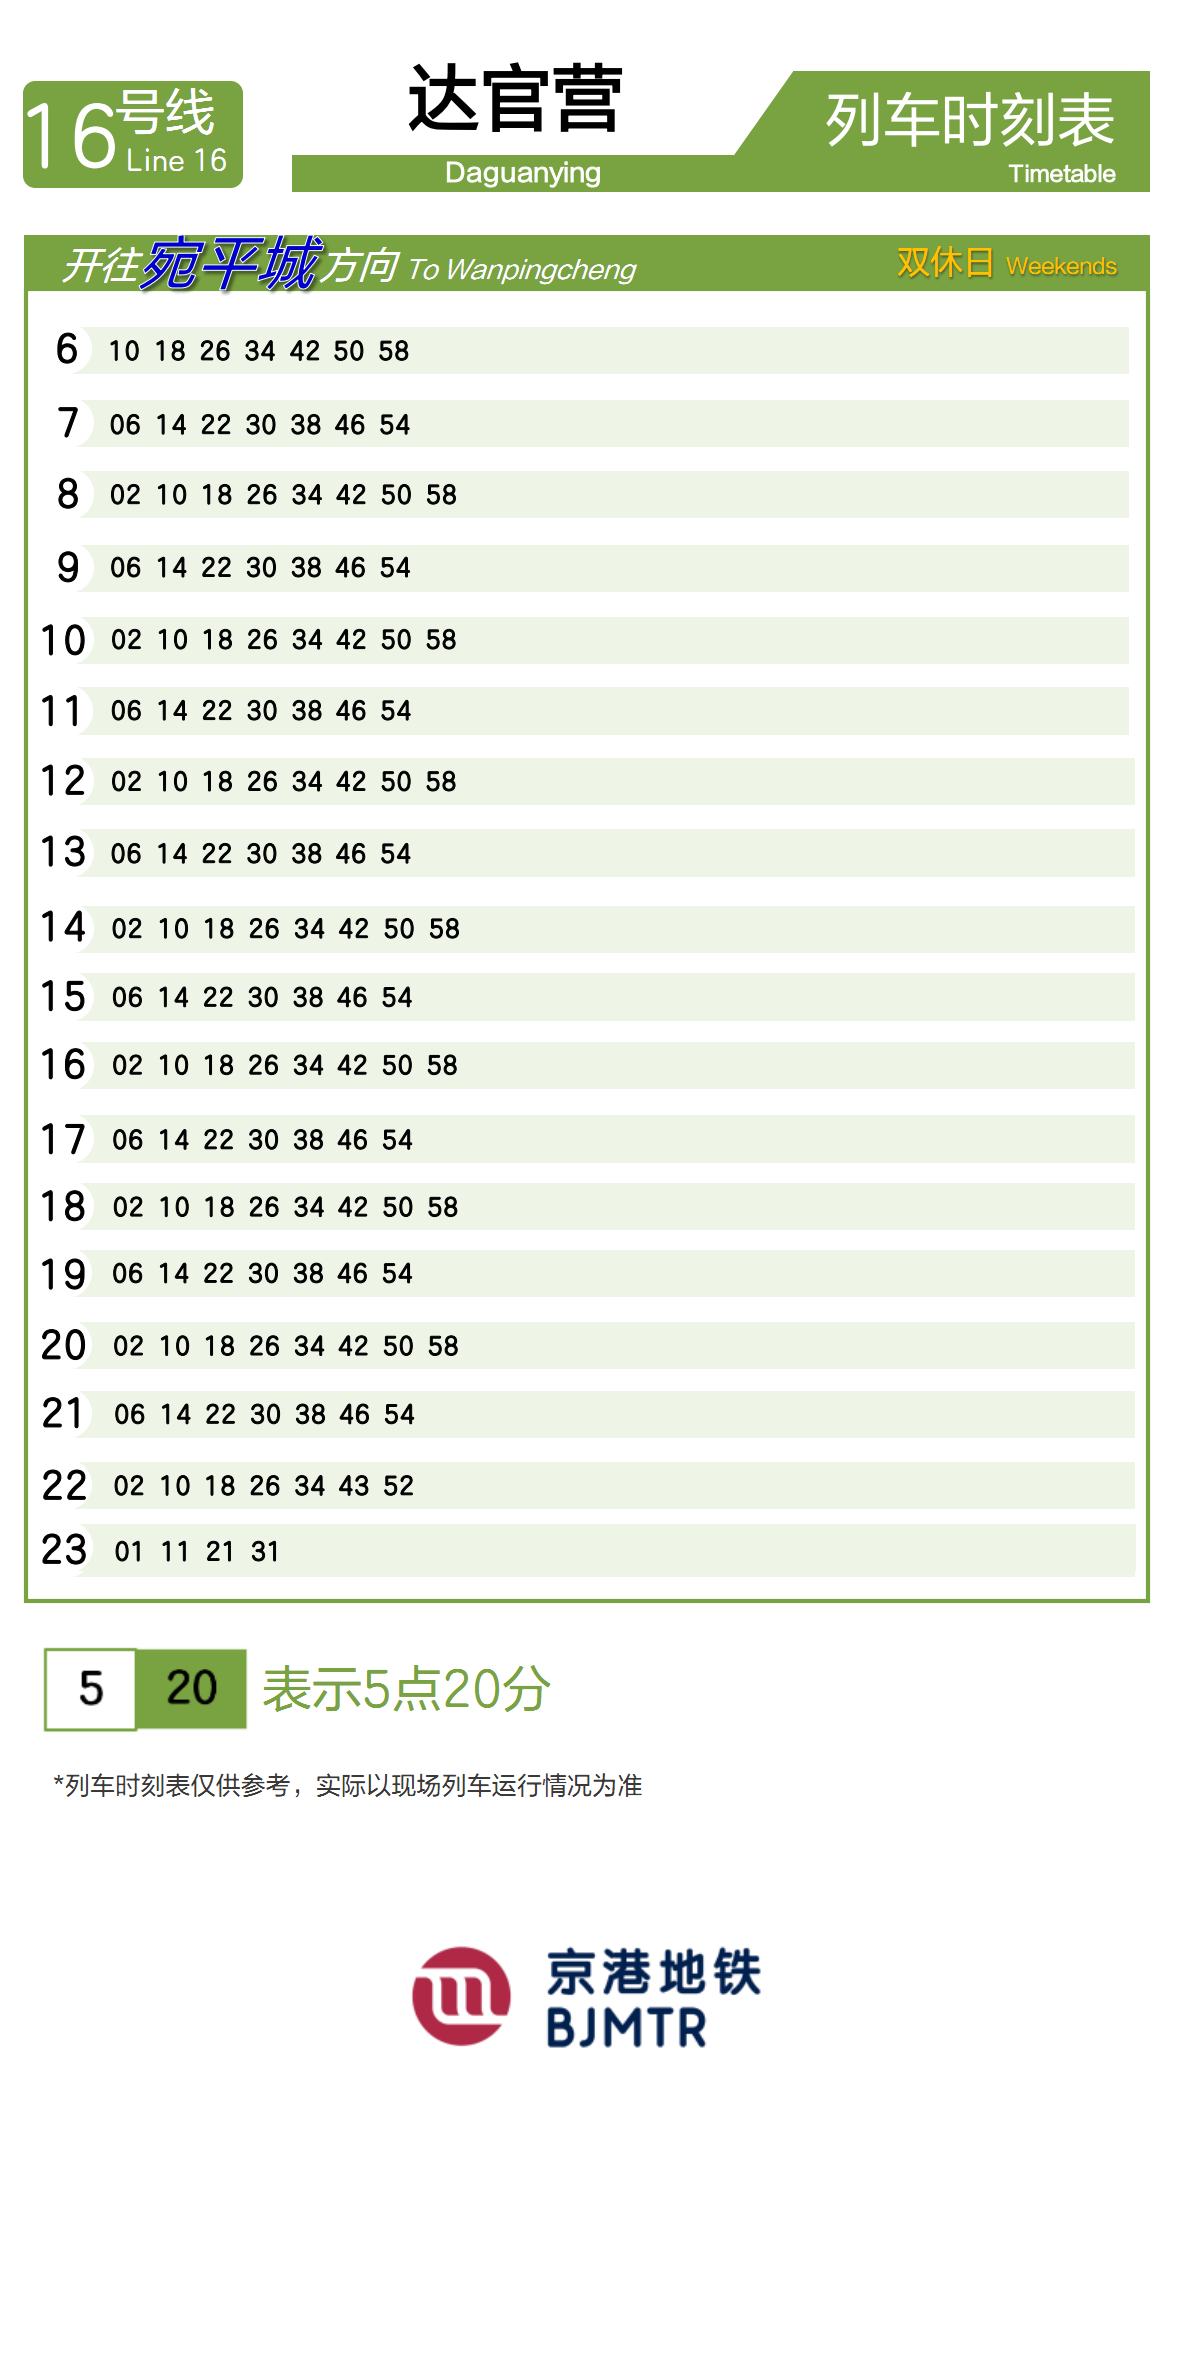 16号线
Line 16
达官营
Daguanying
列车时刻表
Timetable
开往宛平城方向 To Wanpingcheng 双休日 Weekends
6 10 18 26 34 42 50 58
7 06 14 22 30 38 46 54
8 02 10 18 26 34 42 50 58
9 06 14 22 30 38 46 54
10 02 10 18 26 34 42 50 58
11 06 14 22 30 38 46 54
12 02 10 18 26 34 42 50 58
13 06 14 22 30 38 46 54
14 02 10 18 26 34 42 50 58
15 06 14 22 30 38 46 54
16 02 10 18 26 34 42 50 58
17 06 14 22 30 38 46 54
18 02 10 18 26 34 42 50 58
19 06 14 22 30 38 46 54
20 02 10 18 26 34 42 50 58
21 06 14 22 30 38 46 54
22 02 10 18 26 34 43 52
23 01 11 21 31
5 20 表示5点20分
*列车时刻表仅供参考，实际以现场列车运行情况为准
京港地铁
BJMTR